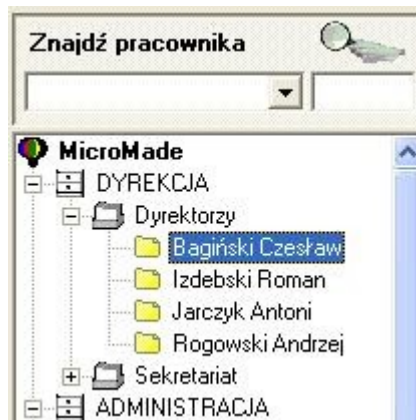 Znajdź pracownika
MicroMade
DYREKCJA
Dyrektorzy
Bagiński Czesław
Izdebski Roman
Jarczyk Antoni
Rogowski Andrzej
Sekretariat
ADMINISTRACJA